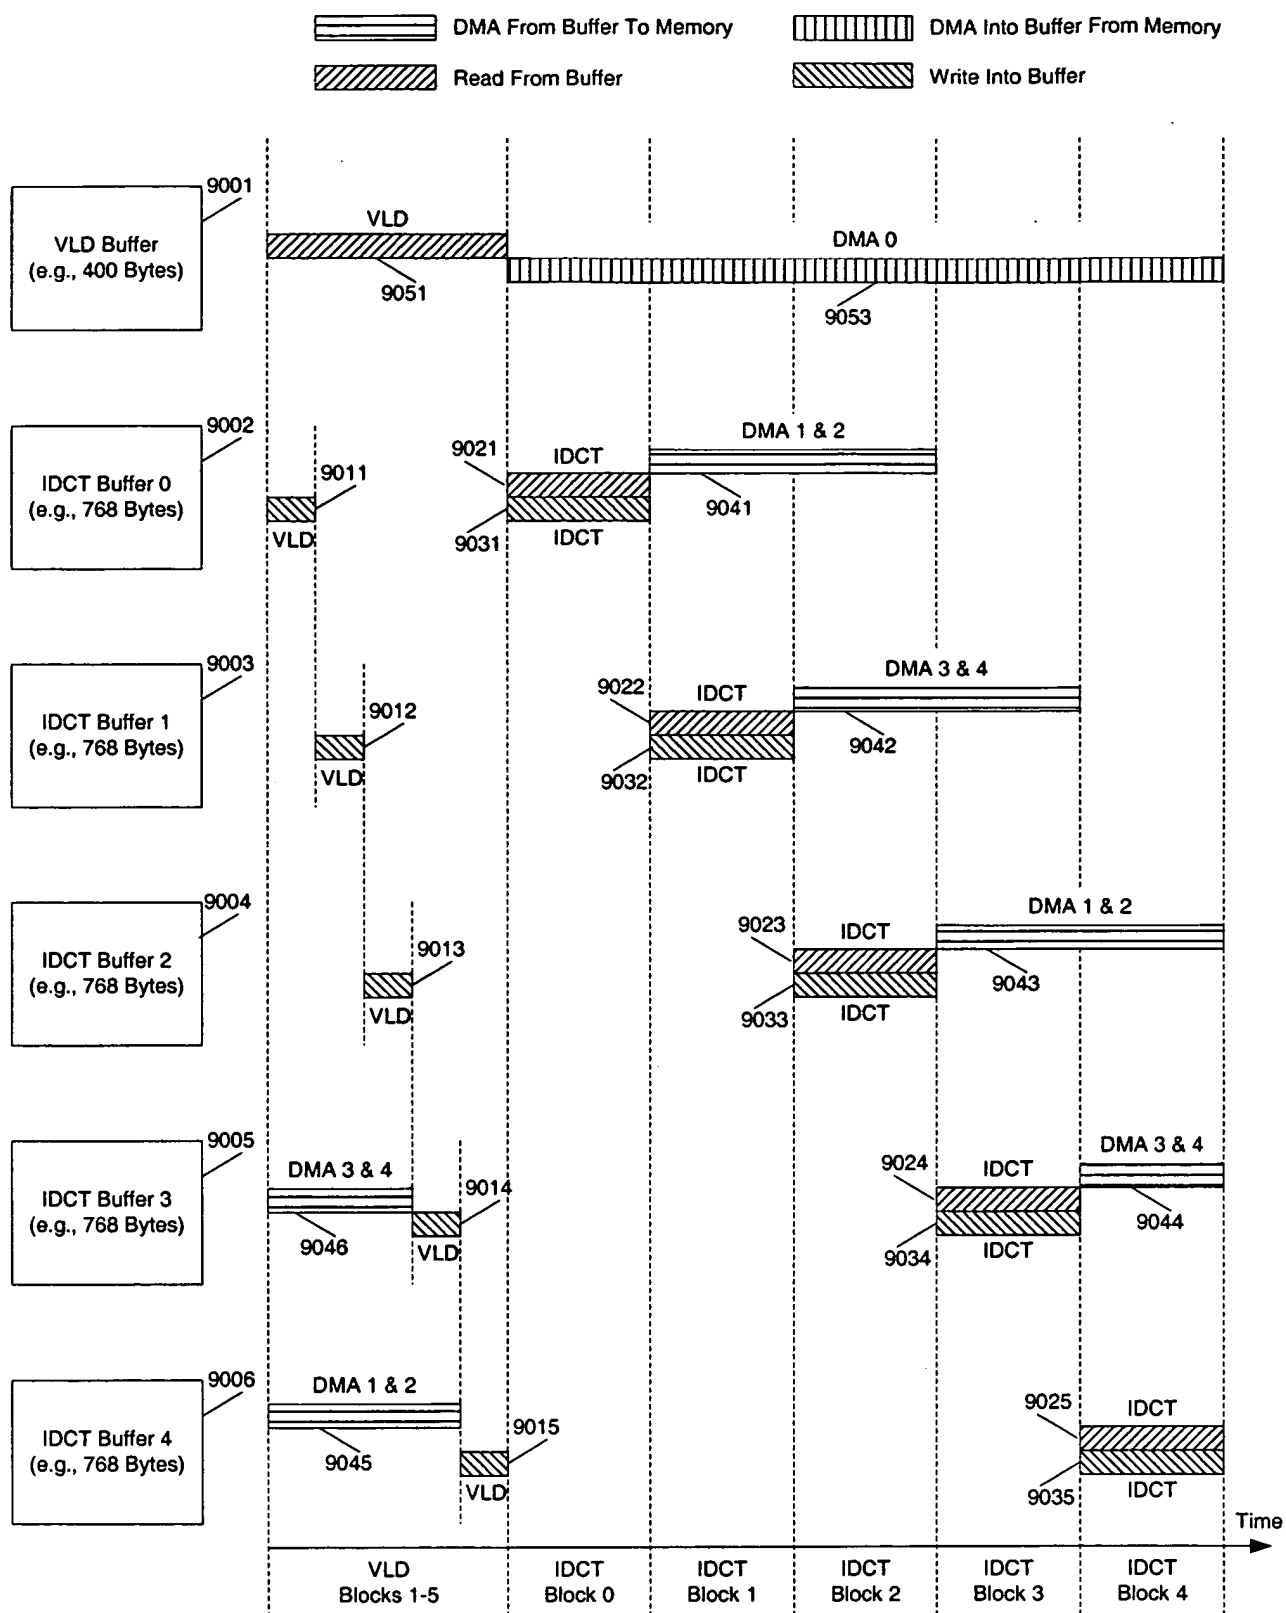 DMA From Buffer To Memory
DMA Into Buffer From Memory
Read From Buffer
Write Into Buffer
9001
VLD Buffer
(e.g., 400 Bytes)
VLD
9051
DMA 0
9053
9002
IDCT Buffer 0
(e.g., 768 Bytes)
9011
VLD
9021
IDCT
9031
IDCT
DMA 1 & 2
9041
9003
IDCT Buffer 1
(e.g., 768 Bytes)
9012
VLD
9022
IDCT
9032
IDCT
DMA 3 & 4
9042
9004
IDCT Buffer 2
(e.g., 768 Bytes)
9013
VLD
9023
IDCT
9033
IDCT
DMA 1 & 2
9043
9005
IDCT Buffer 3
(e.g., 768 Bytes)
DMA 3 & 4
9046
9014
VLD
9024
IDCT
9034
IDCT
DMA 3 & 4
9044
9006
IDCT Buffer 4
(e.g., 768 Bytes)
DMA 1 & 2
9045
9015
VLD
9025
IDCT
9035
IDCT
Time
VLD
Blocks 1-5
IDCT
Block 0
IDCT
Block 1
IDCT
Block 2
IDCT
Block 3
IDCT
Block 4